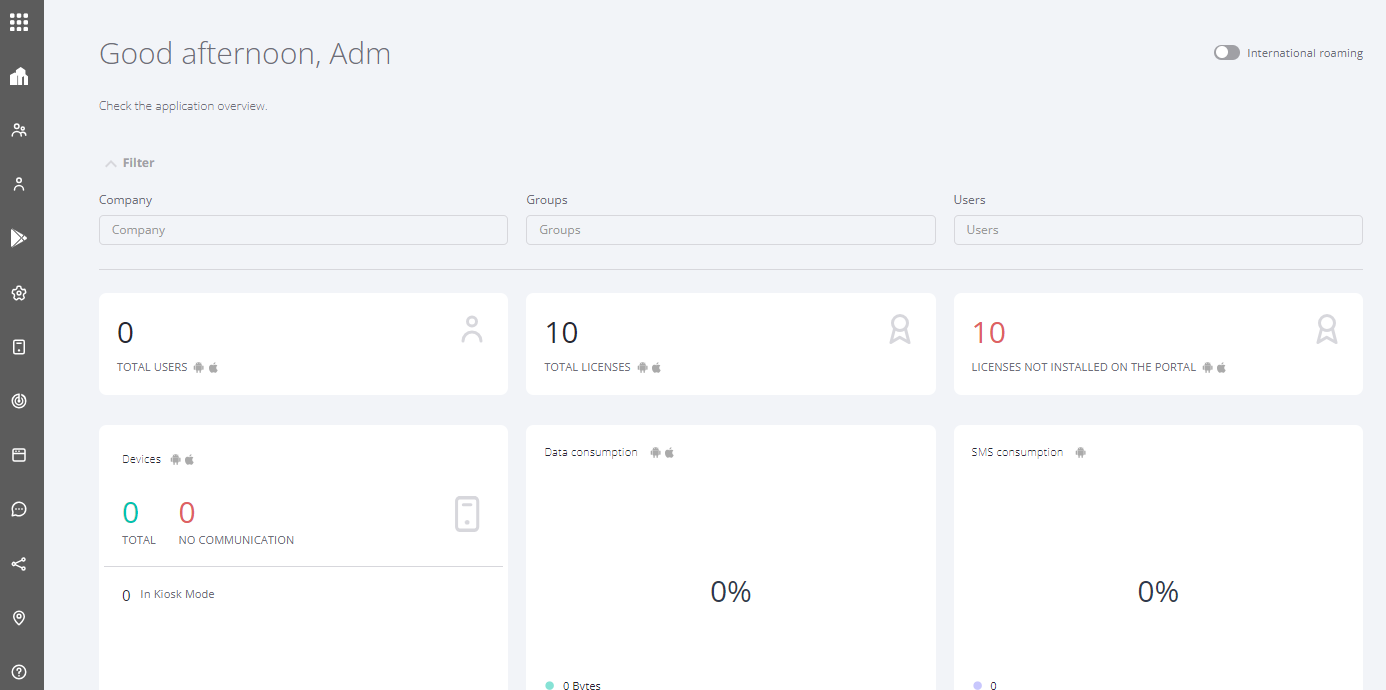 Good afternoon, Adm
International roaming
Check the application overview.
Filter
Company
Groups
Users
Company
Groups
Users
0
TOTAL USERS
10
TOTAL LICENSES
10
LICENSES NOT INSTALLED ON THE PORTAL
Devices
0
0
TOTAL
NO COMMUNICATION
0 In Kiosk Mode
Data consumption
0%
0 Bytes
SMS consumption
0%
0